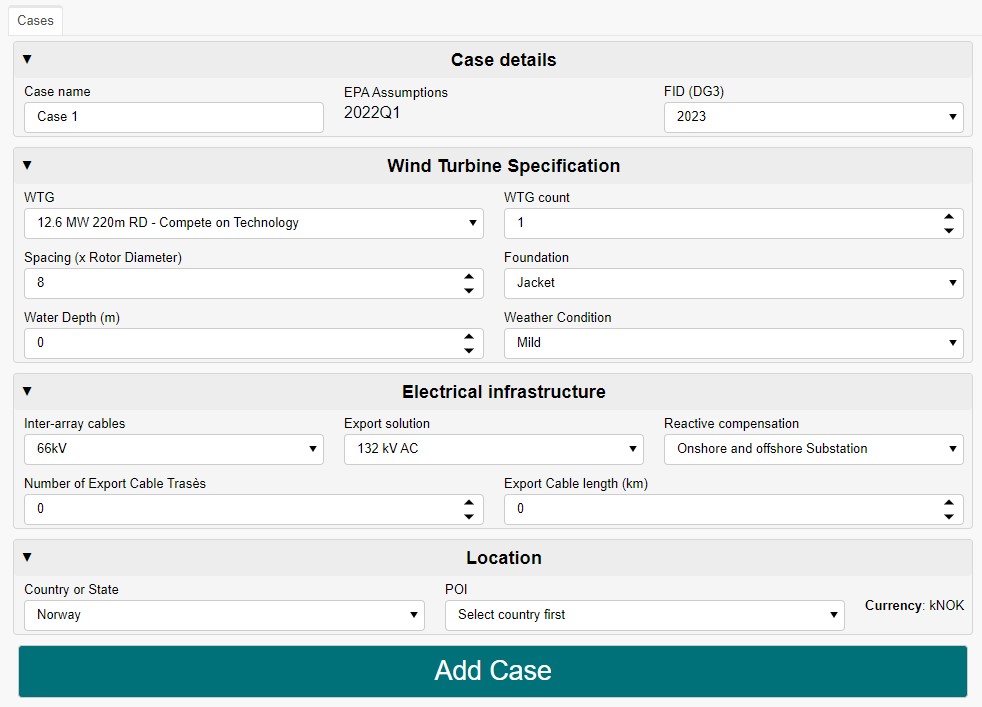 Cases
Case details
Case name
EPA Assumptions
FID (DG3)
Case 1
2022Q1
2023
Wind Turbine Specification
WTG
WTG count
12.6 MW 220m RD - Compete on Technology
1
Spacing (x Rotor Diameter)
Foundation
8
Jacket
Water Depth (m)
Weather Condition
0
Mild
Electrical infrastructure
Inter-array cables
Export solution
Reactive compensation
66kV
132 kV AC
Onshore and offshore Substation
Number of Export Cable Trasès
Export Cable length (km)
0
0
Location
Country or State
POI
Norway
Select country first
Currency: kNOK
Add Case